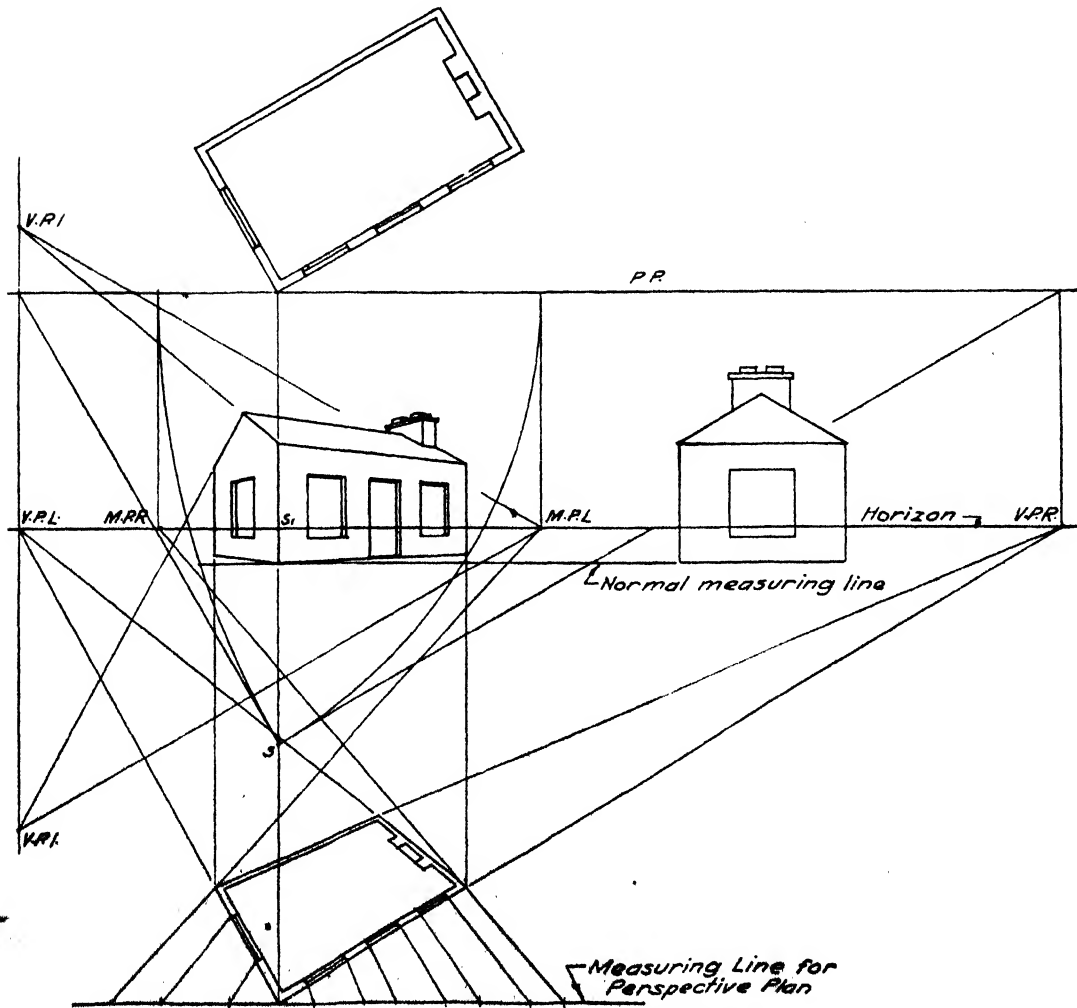 V.P.1
P.P.
V.P.L.
M.P.R.
S1
M.P.L
Horizon
V.P.R.
Normal measuring line
S
V.P.1.
Measuring Line for
Perspective Plan